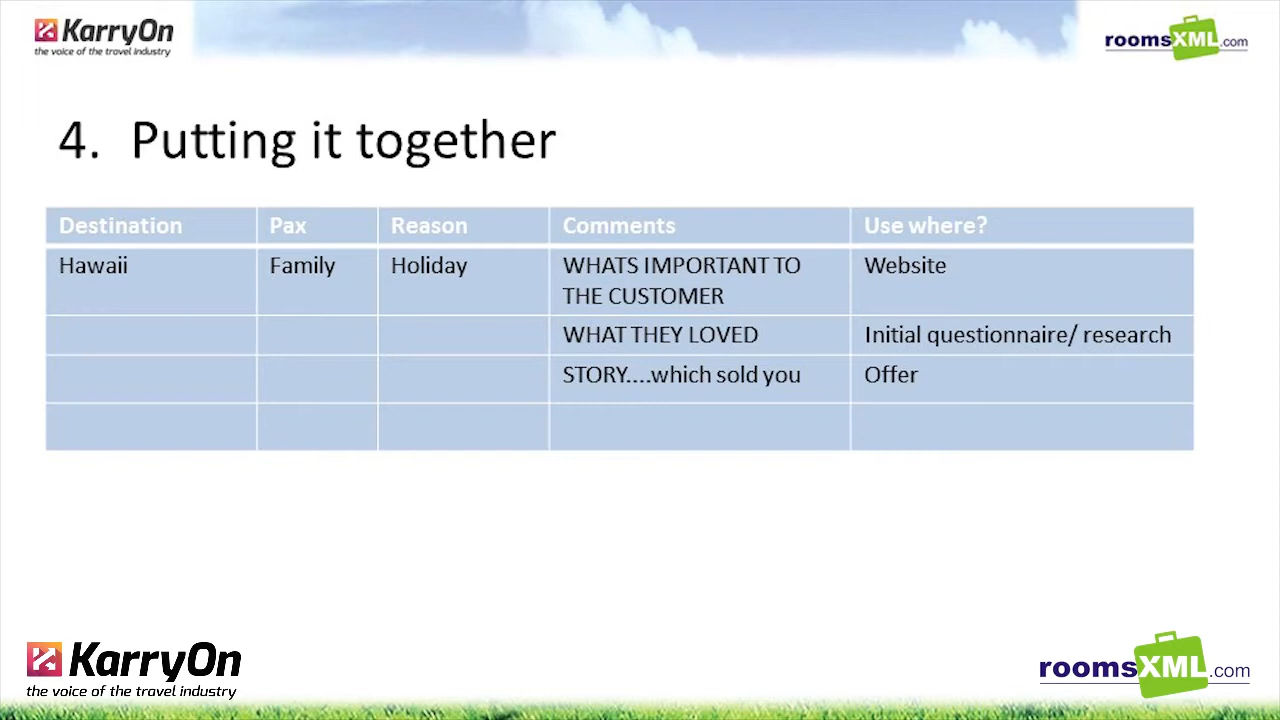 KarryOn
the voice of the travel industry
roomsXML.com
4. Putting it together
Destination Pax Reason Comments Use where?
Hawaii Family Holiday WHATS IMPORTANT TO Website
THE CUSTOMER
WHAT THEY LOVED Initial questionnaire/ research
STORY....which sold you Offer
KarryOn
the voice of the travel industry
roomsXML.com